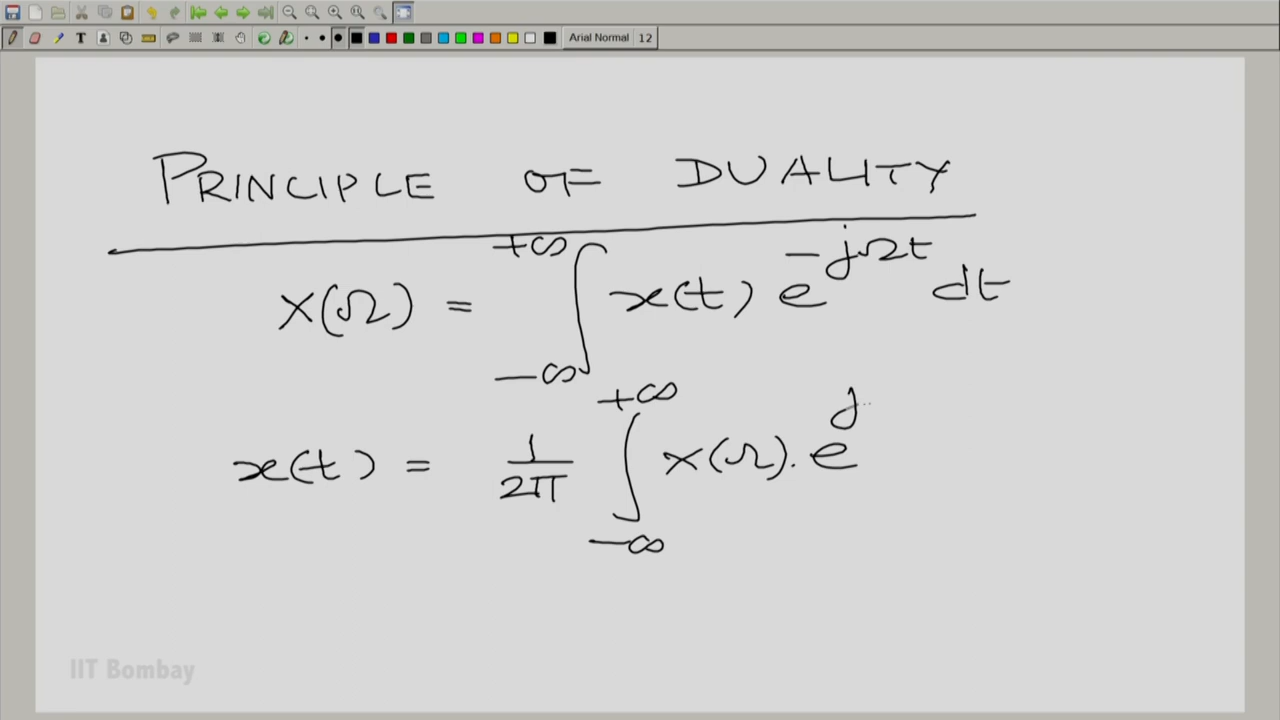 Arial Normal 12
PRINCIPLE OF DUALITY
X(Ω) = ∫_{-∞}^{+∞} x(t) e^{-jΩt} dt
x(t) = 1/2π ∫_{-∞}^{+∞} X(Ω). e^{j
IIT Bombay